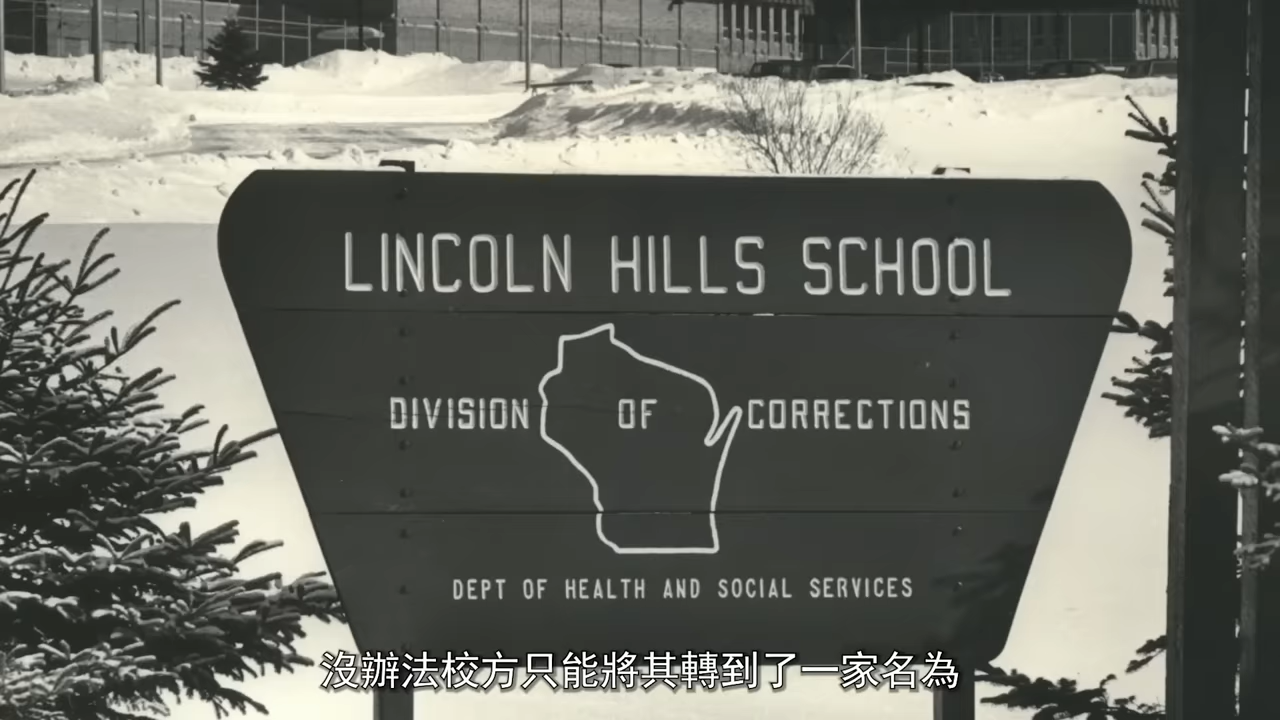 LINCOLN HILLS SCHOOL
DIVISION OF CORRECTIONS
DEPT OF HEALTH AND SOCIAL SERVICES
沒辦法校方只能將其轉到了一家名為